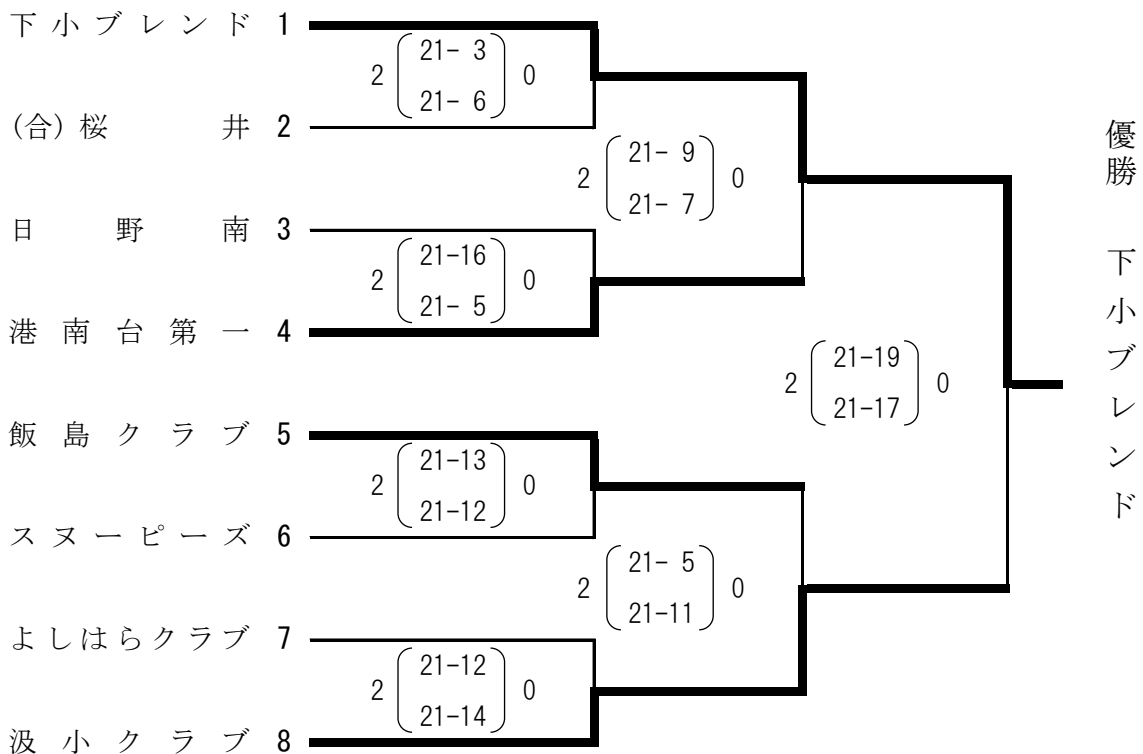 下小ブレンド 1
2 21- 3 0
21- 6
(合)桜井 2
2 21- 9 0
21- 7
日野南 3
2 21-16 0
21- 5
港南台第一 4
2 21-19 0
21-17
飯島クラブ 5
2 21-13 0
21-12
スヌーピーズ 6
2 21- 5 0
21-11
よしはらクラブ 7
2 21-12 0
21-14
汲小クラブ 8
優勝 下小ブレンド